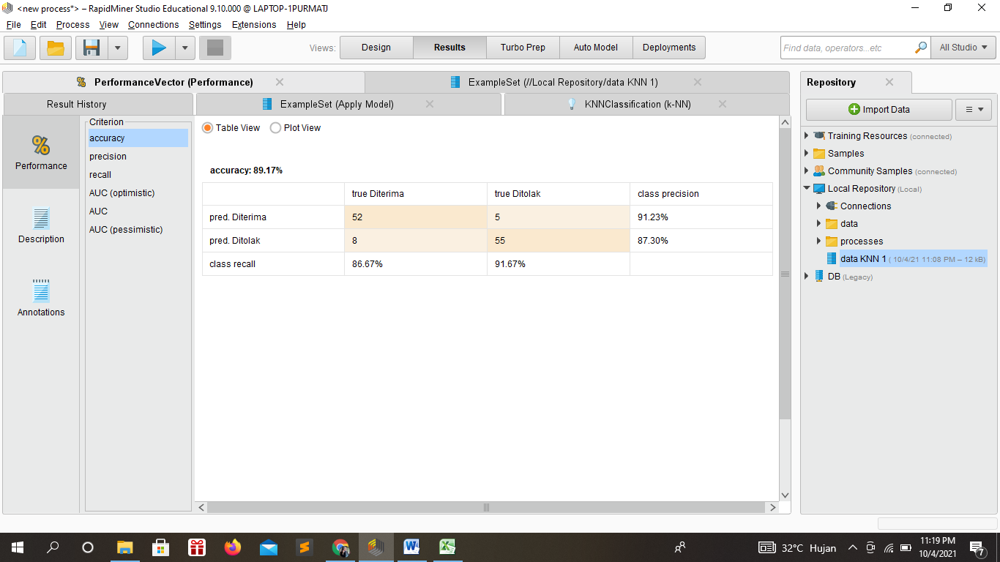 <new process*> – RapidMiner Studio Educational 9.10.000 @ LAPTOP-1PURMATJ
File Edit Process View Connections Settings Extensions Help
Views: Design Results Turbo Prep Auto Model Deployments Find data, operators...etc All Studio
PerformanceVector (Performance) ExampleSet (//Local Repository/data KNN 1)
Result History ExampleSet (Apply Model) KNNClassification (k-NN)
Performance
Description
Annotations
Criterion
accuracy
precision
recall
AUC (optimistic)
AUC
AUC (pessimistic)
Table View Plot View
accuracy: 89.17%
true Diterima true Ditolak class precision
pred. Diterima 52 5 91.23%
pred. Ditolak 8 55 87.30%
class recall 86.67% 91.67%
Repository
Import Data
Training Resources (connected)
Samples
Community Samples (connected)
Local Repository (Local)
Connections
data
processes
data KNN 1 ( 10/4/21 11:08 PM – 12 kB)
DB (Legacy)
32°C Hujan
11:19 PM
10/4/2021
7